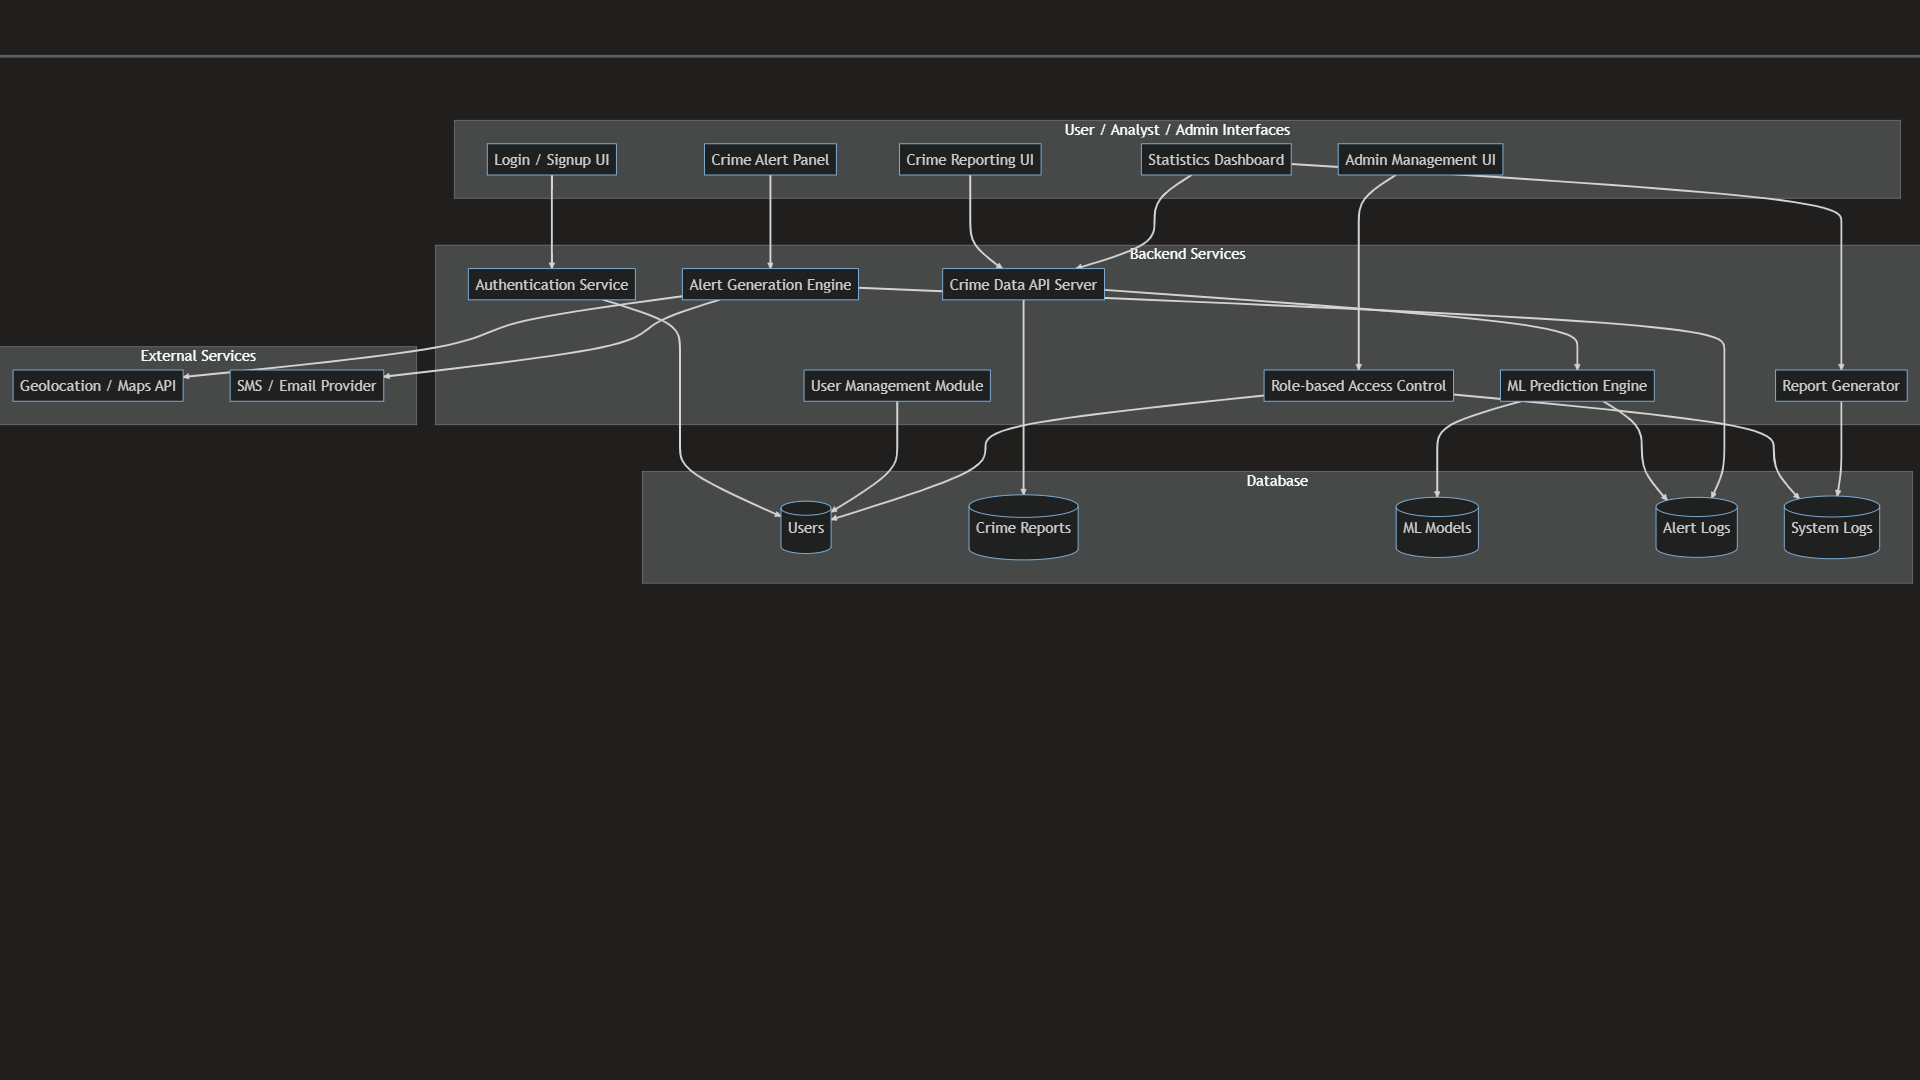 User / Analyst / Admin Interfaces
Login / Signup UI
Crime Alert Panel
Crime Reporting UI
Statistics Dashboard
Admin Management UI
Backend Services
Authentication Service
Alert Generation Engine
Crime Data API Server
External Services
Geolocation / Maps API
SMS / Email Provider
User Management Module
Role-based Access Control
ML Prediction Engine
Report Generator
Database
Users
Crime Reports
ML Models
Alert Logs
System Logs